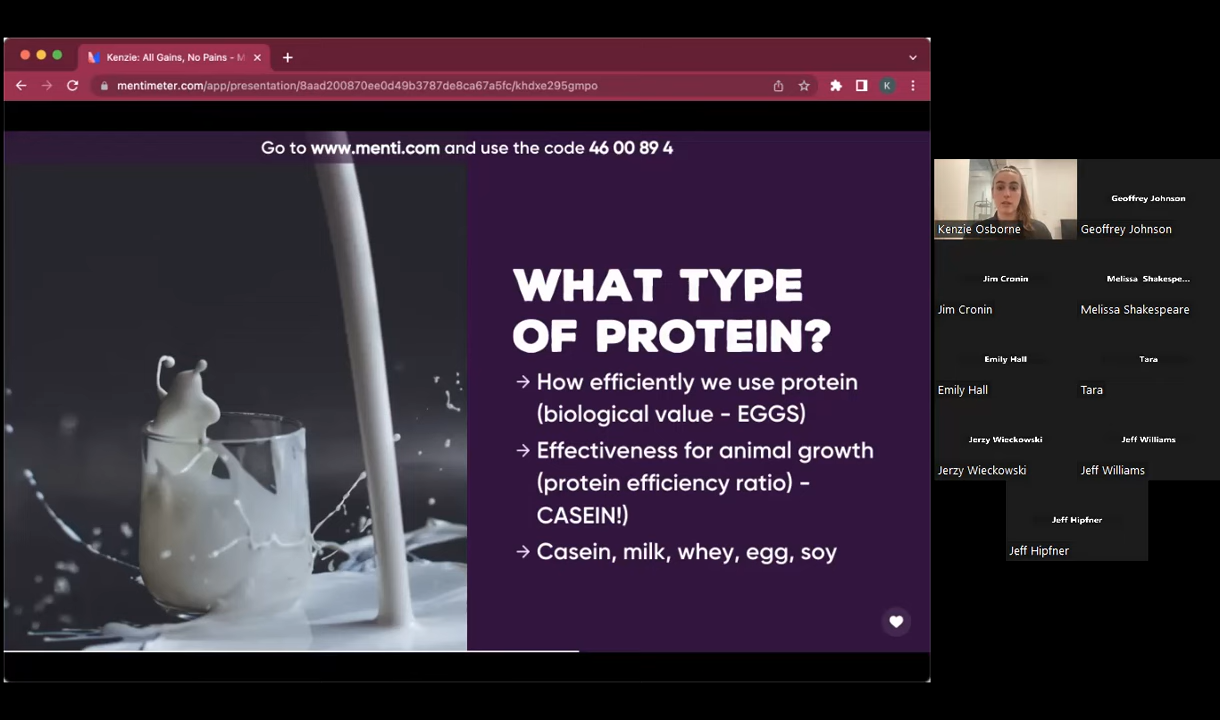 Kenzie: All Gains, No Pains - M
mentimeter.com/app/presentation/8aad200870ee0d49b3787de8ca67a5fc/khdxe295gmpo
K
Go to www.menti.com and use the code 46 00 89 4
WHAT TYPE
OF PROTEIN?
→ How efficiently we use protein
(biological value - EGGS)
→ Effectiveness for animal growth
(protein efficiency ratio) -
CASEIN!)
→ Casein, milk, whey, egg, soy
Kenzie Osborne
Geoffrey Johnson
Geoffrey Johnson
Jim Cronin
Jim Cronin
Melissa Shakespe...
Melissa Shakespeare
Emily Hall
Emily Hall
Tara
Tara
Jerzy Wieckowski
Jerzy Wieckowski
Jeff Williams
Jeff Williams
Jeff Hipfner
Jeff Hipfner